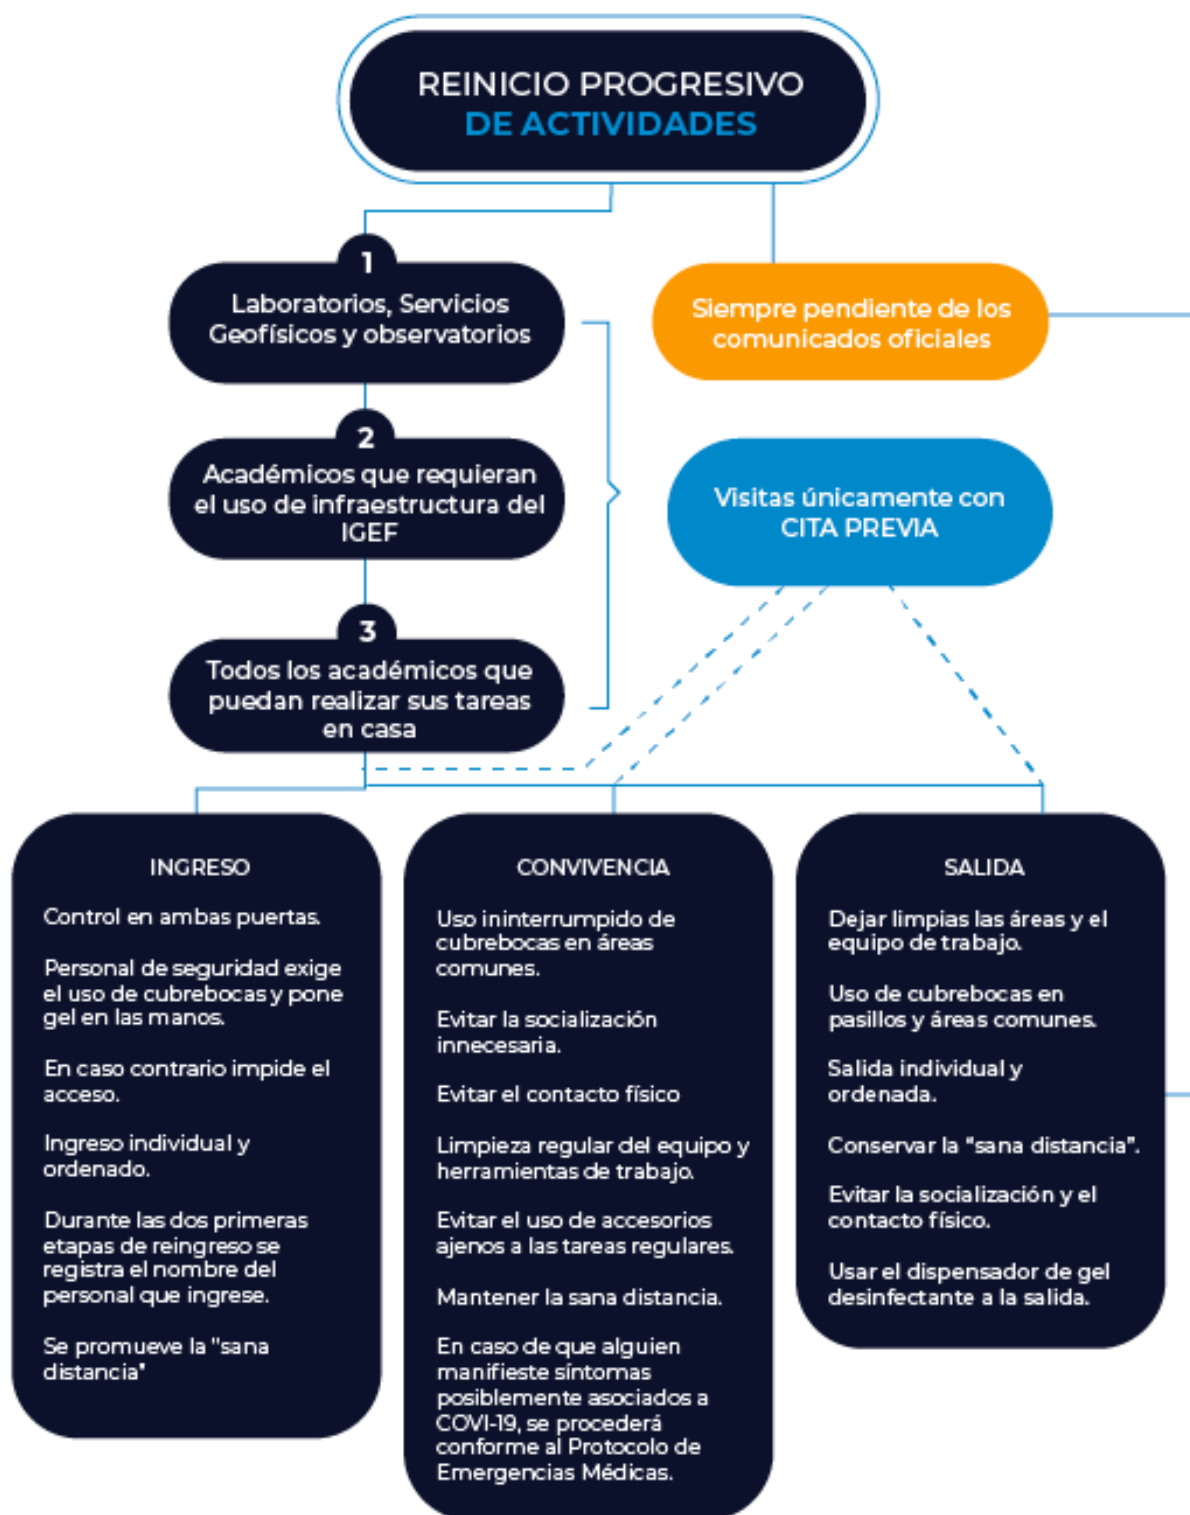 REINICIO PROGRESIVO
DE ACTIVIDADES
1
Laboratorios, Servicios
Geofísicos y observatorios
Siempre pendiente de los
comunicados oficiales
2
Académicos que requieran
el uso de infraestructura del
IGEF
Visitas únicamente con
CITA PREVIA
3
Todos los académicos que
puedan realizar sus tareas
en casa
INGRESO
Control en ambas puertas.
Personal de seguridad exige
el uso de cubrebocas y pone
gel en las manos.
En caso contrario impide el
acceso.
Ingreso individual y
ordenado.
Durante las dos primeras
etapas de reingreso se
registra el nombre del
personal que ingrese.
Se promueve la "sana
distancia"
CONVIVENCIA
Uso ininterrumpido de
cubrebocas en áreas
comunes.
Evitar la socialización
innecesaria.
Evitar el contacto físico
Limpieza regular del equipo y
herramientas de trabajo.
Evitar el uso de accesorios
ajenos a las tareas regulares.
Mantener la sana distancia.
En caso de que alguien
manifieste síntomas
posiblemente asociados a
COVI-19, se procederá
conforme al Protocolo de
Emergencias Médicas.
SALIDA
Dejar limpias las áreas y el
equipo de trabajo.
Uso de cubrebocas en
pasillos y áreas comunes.
Salida individual y
ordenada.
Conservar la "sana distancia".
Evitar la socialización y el
contacto físico.
Usar el dispensador de gel
desinfectante a la salida.